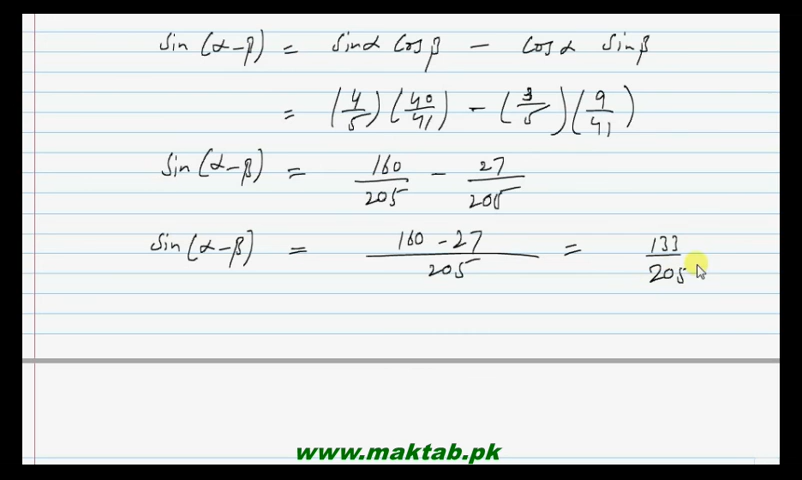 sin (α-β) = sinα cosβ - cosα sinβ
= (4/5) (40/41) - (3/5) (9/41)
sin (α-β) = 160/205 - 27/205
sin (α-β) = 160 - 27/205 = 133/205
www.maktab.pk